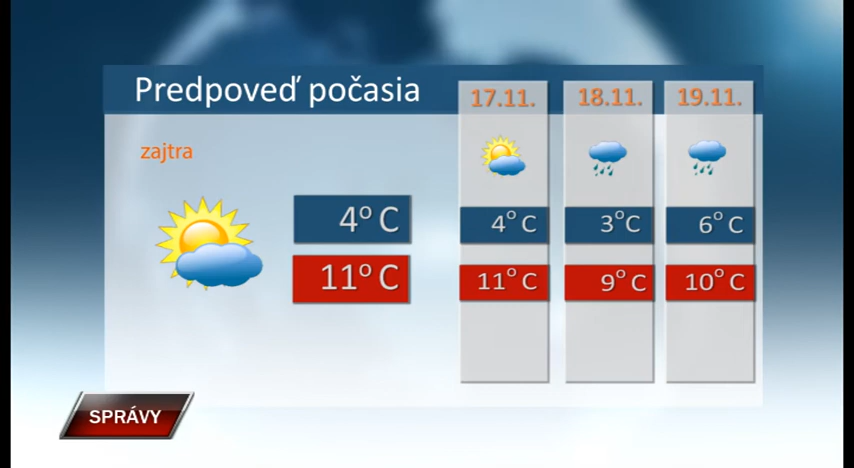 Predpoveď počasia
zajtra
4° C
11° C
17.11.
4° C
11° C
18.11.
3°C
9° C
19.11.
6° C
10° C
SPRÁVY